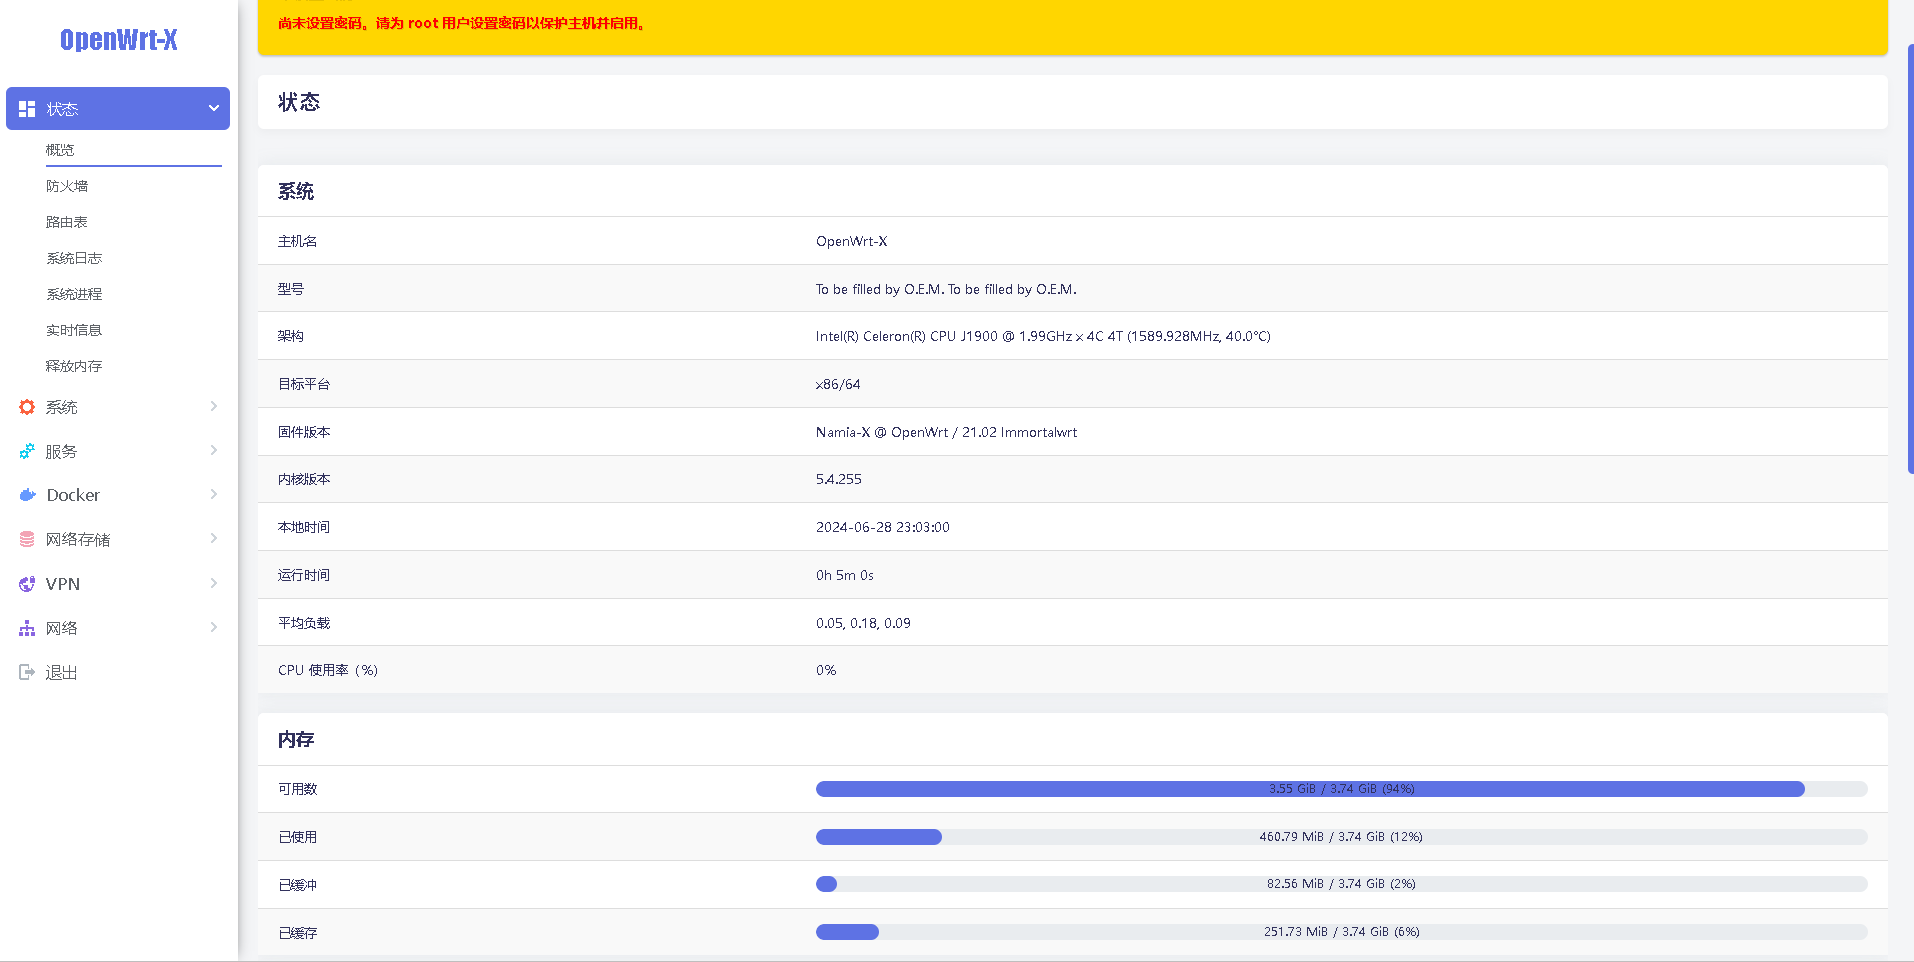 OpenWrt-X
状态
概览
防火墙
路由表
系统日志
系统进程
实时信息
释放内存
系统
服务
Docker
网络存储
VPN
网络
退出
尚未设置密码。请为 root 用户设置密码以保护主机并启用。
状态
系统
主机名 OpenWrt-X
型号 To be filled by O.E.M. To be filled by O.E.M.
架构 Intel(R) Celeron(R) CPU J1900 @ 1.99GHz x 4C 4T (1589.928MHz, 40.0°C)
目标平台 x86/64
固件版本 Namia-X @ OpenWrt / 21.02 Immortalwrt
内核版本 5.4.255
本地时间 2024-06-28 23:03:00
运行时间 0h 5m 0s
平均负载 0.05, 0.18, 0.09
CPU 使用率（%） 0%
内存
可用数 3.55 GiB / 3.74 GiB (94%)
已使用 460.79 MiB / 3.74 GiB (12%)
已缓冲 82.56 MiB / 3.74 GiB (2%)
已缓存 251.73 MiB / 3.74 GiB (6%)